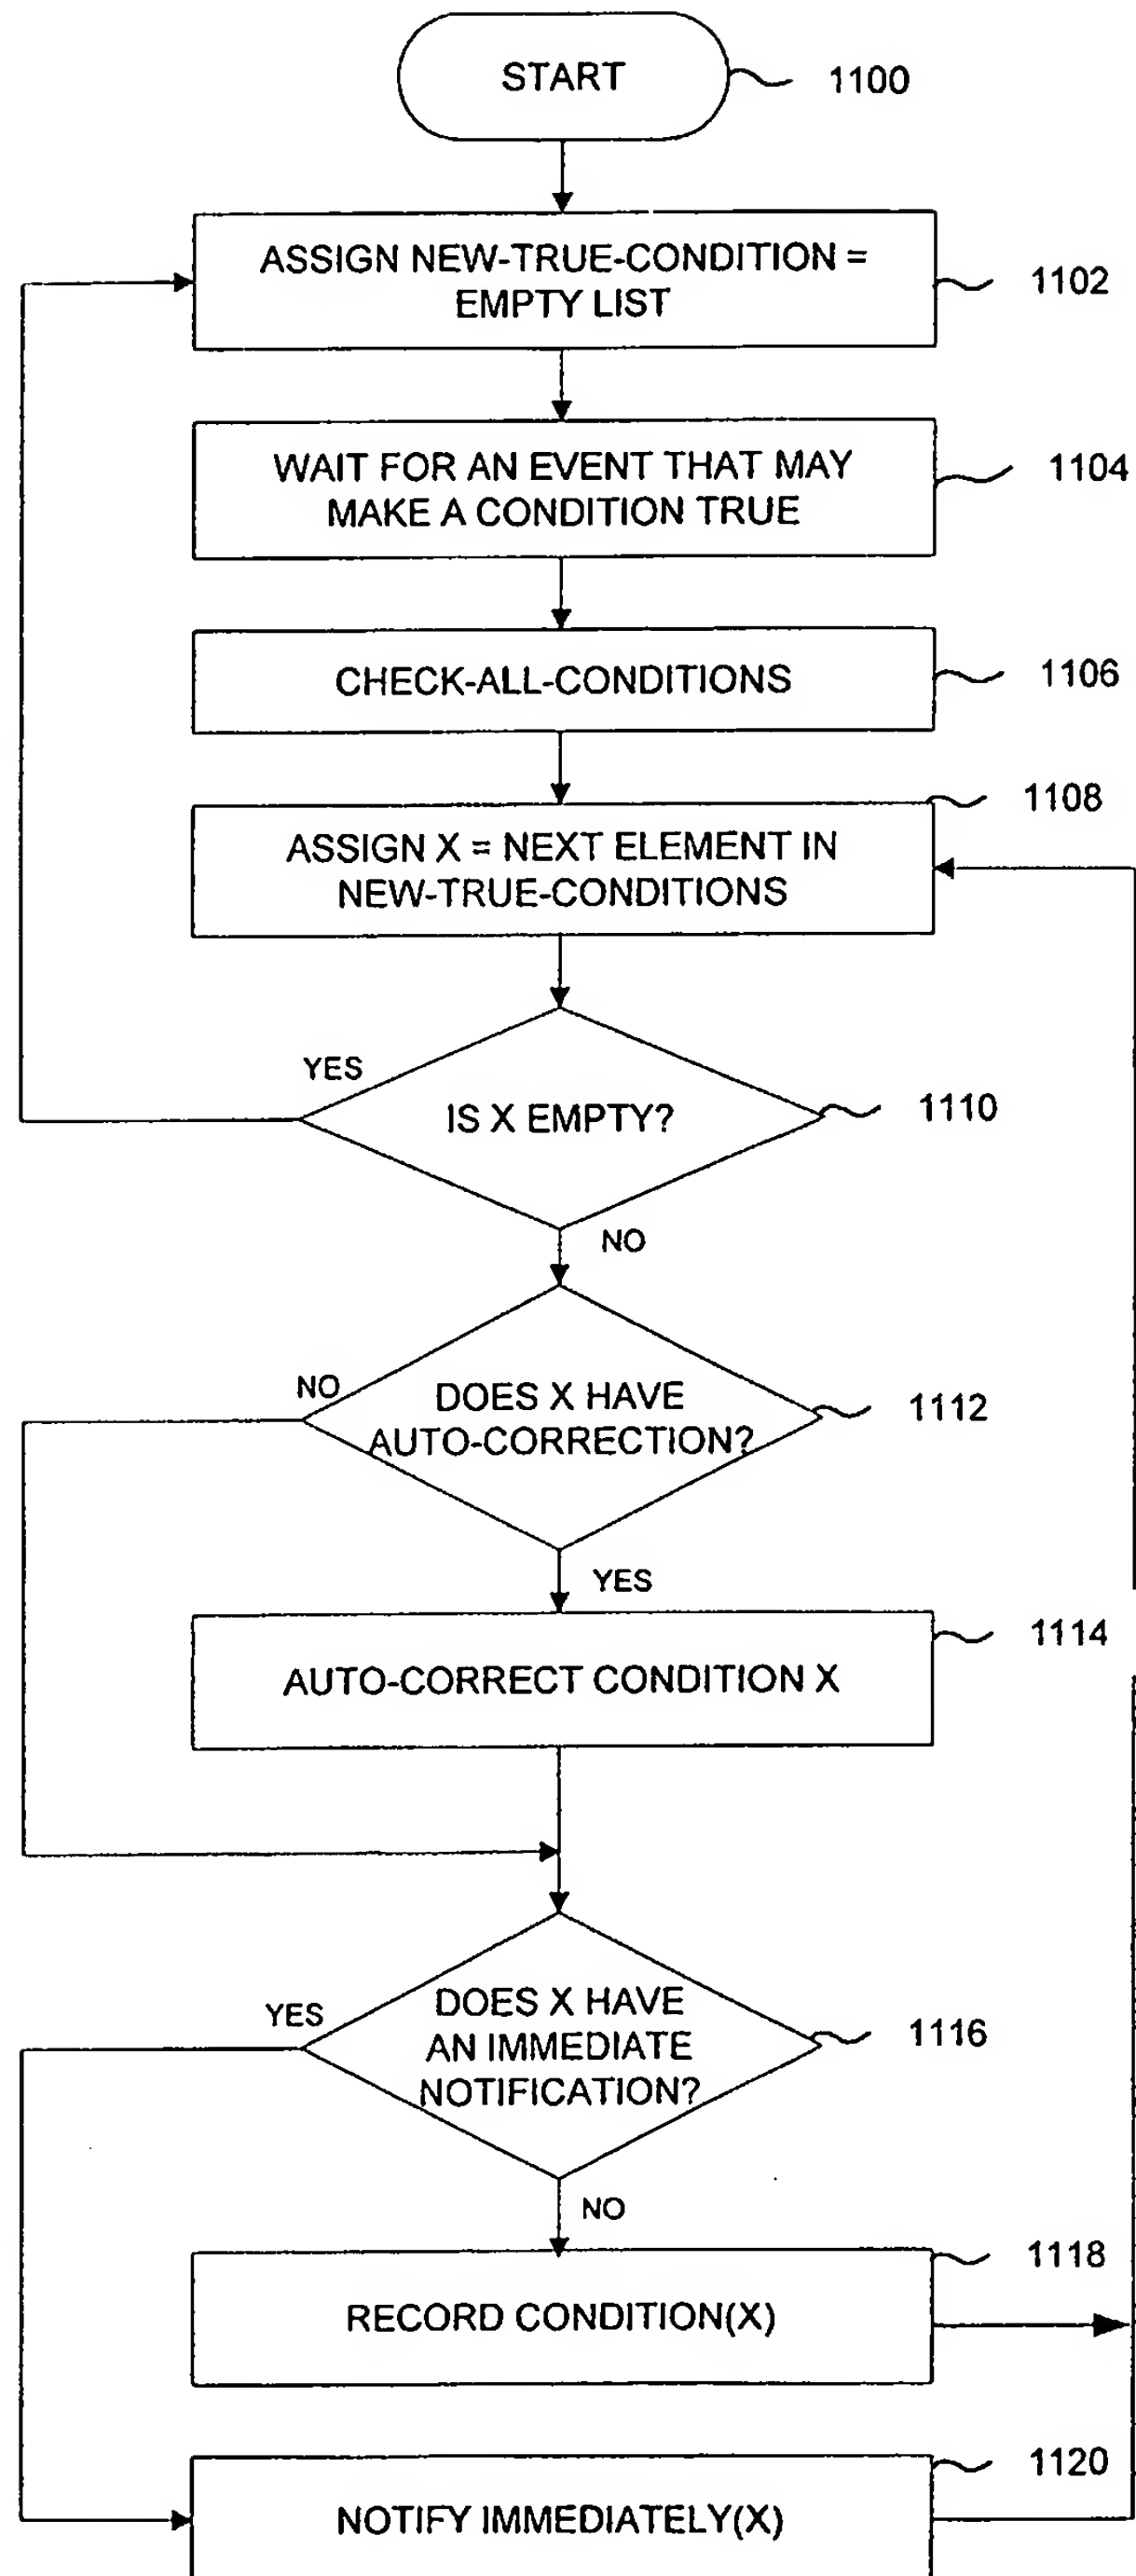 START
1100
ASSIGN NEW-TRUE-CONDITION =
EMPTY LIST
1102
WAIT FOR AN EVENT THAT MAY
MAKE A CONDITION TRUE
1104
CHECK-ALL-CONDITIONS
1106
1108
ASSIGN X = NEXT ELEMENT IN
NEW-TRUE-CONDITIONS
YES
IS X EMPTY?
1110
NO
NO
DOES X HAVE
AUTO-CORRECTION?
1112
YES
1114
AUTO-CORRECT CONDITION X
YES
DOES X HAVE
AN IMMEDIATE
NOTIFICATION?
1116
NO
1118
RECORD CONDITION(X)
1120
NOTIFY IMMEDIATELY(X)